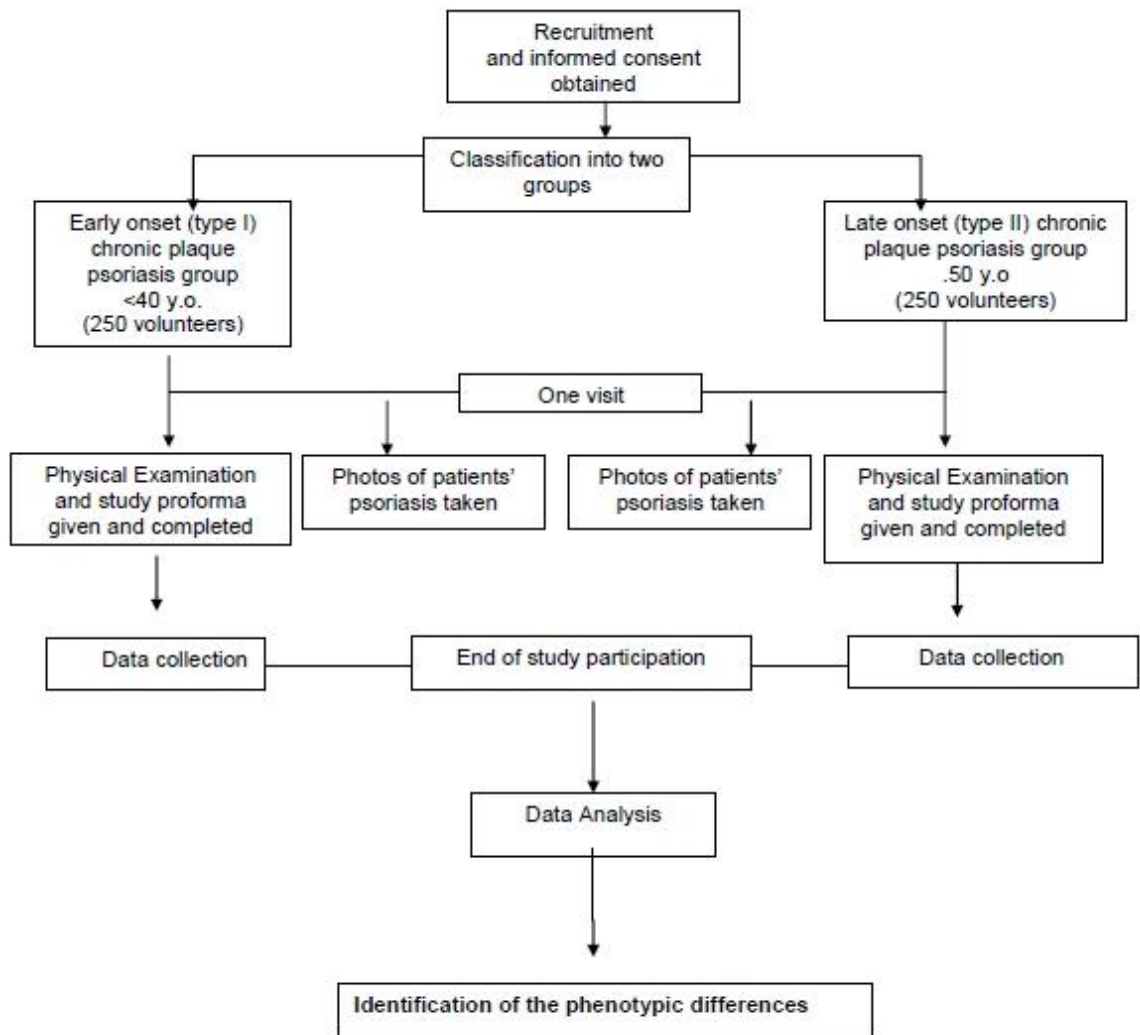 Recruitment
and informed consent
obtained
Classification into two
groups
Early onset (type I)
chronic plaque
psoriasis group
<40 y.o.
(250 volunteers)
Late onset (type II) chronic
plaque psoriasis group
.50 y.o
(250 volunteers)
One visit
Physical Examination
and study proforma
given and completed
Photos of patients'
psoriasis taken
Photos of patients'
psoriasis taken
Physical Examination
and study proforma
given and completed
Data collection
End of study participation
Data collection
Data Analysis
Identification of the phenotypic differences